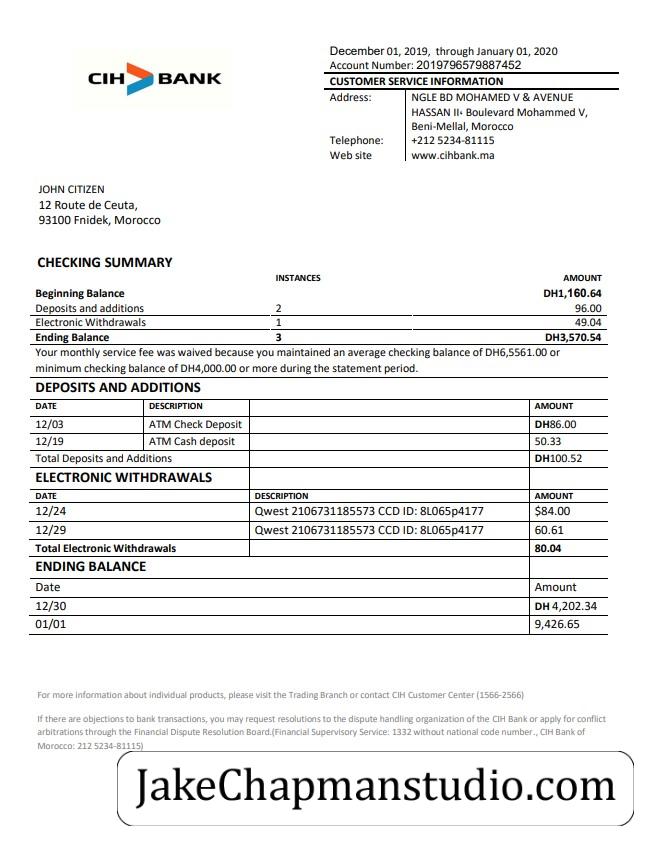 CIH BANK
December 01, 2019, through January 01, 2020
Account Number: 2019796579887452
CUSTOMER SERVICE INFORMATION
Address: NGLE BD MOHAMED V & AVENUE
HASSAN II، Boulevard Mohammed V,
Beni-Mellal, Morocco
Telephone: +212 5234-81115
Web site www.cihbank.ma
JOHN CITIZEN
12 Route de Ceuta,
93100 Fnidek, Morocco
CHECKING SUMMARY
INSTANCES AMOUNT
Beginning Balance DH1,160.64
Deposits and additions 2 96.00
Electronic Withdrawals 1 49.04
Ending Balance 3 DH3,570.54
Your monthly service fee was waived because you maintained an average checking balance of DH6,5561.00 or
minimum checking balance of DH4,000.00 or more during the statement period.
DEPOSITS AND ADDITIONS
DATE DESCRIPTION AMOUNT
12/03 ATM Check Deposit DH86.00
12/19 ATM Cash deposit 50.33
Total Deposits and Additions DH100.52
ELECTRONIC WITHDRAWALS
DATE DESCRIPTION AMOUNT
12/24 Qwest 2106731185573 CCD ID: 8L065p4177 $84.00
12/29 Qwest 2106731185573 CCD ID: 8L065p4177 60.61
Total Electronic Withdrawals 80.04
ENDING BALANCE
Date Amount
12/30 DH 4,202.34
01/01 9,426.65
For more information about individual products, please visit the Trading Branch or contact CIH Customer Center (1566-2566)
If there are objections to bank transactions, you may request resolutions to the dispute handling organization of the CIH Bank or apply for conflict
arbitrations through the Financial Dispute Resolution Board.(Financial Supervisory Service: 1332 without national code number., CIH Bank of
Morocco: 212 5234-81115)
JakeChapmanstudio.com